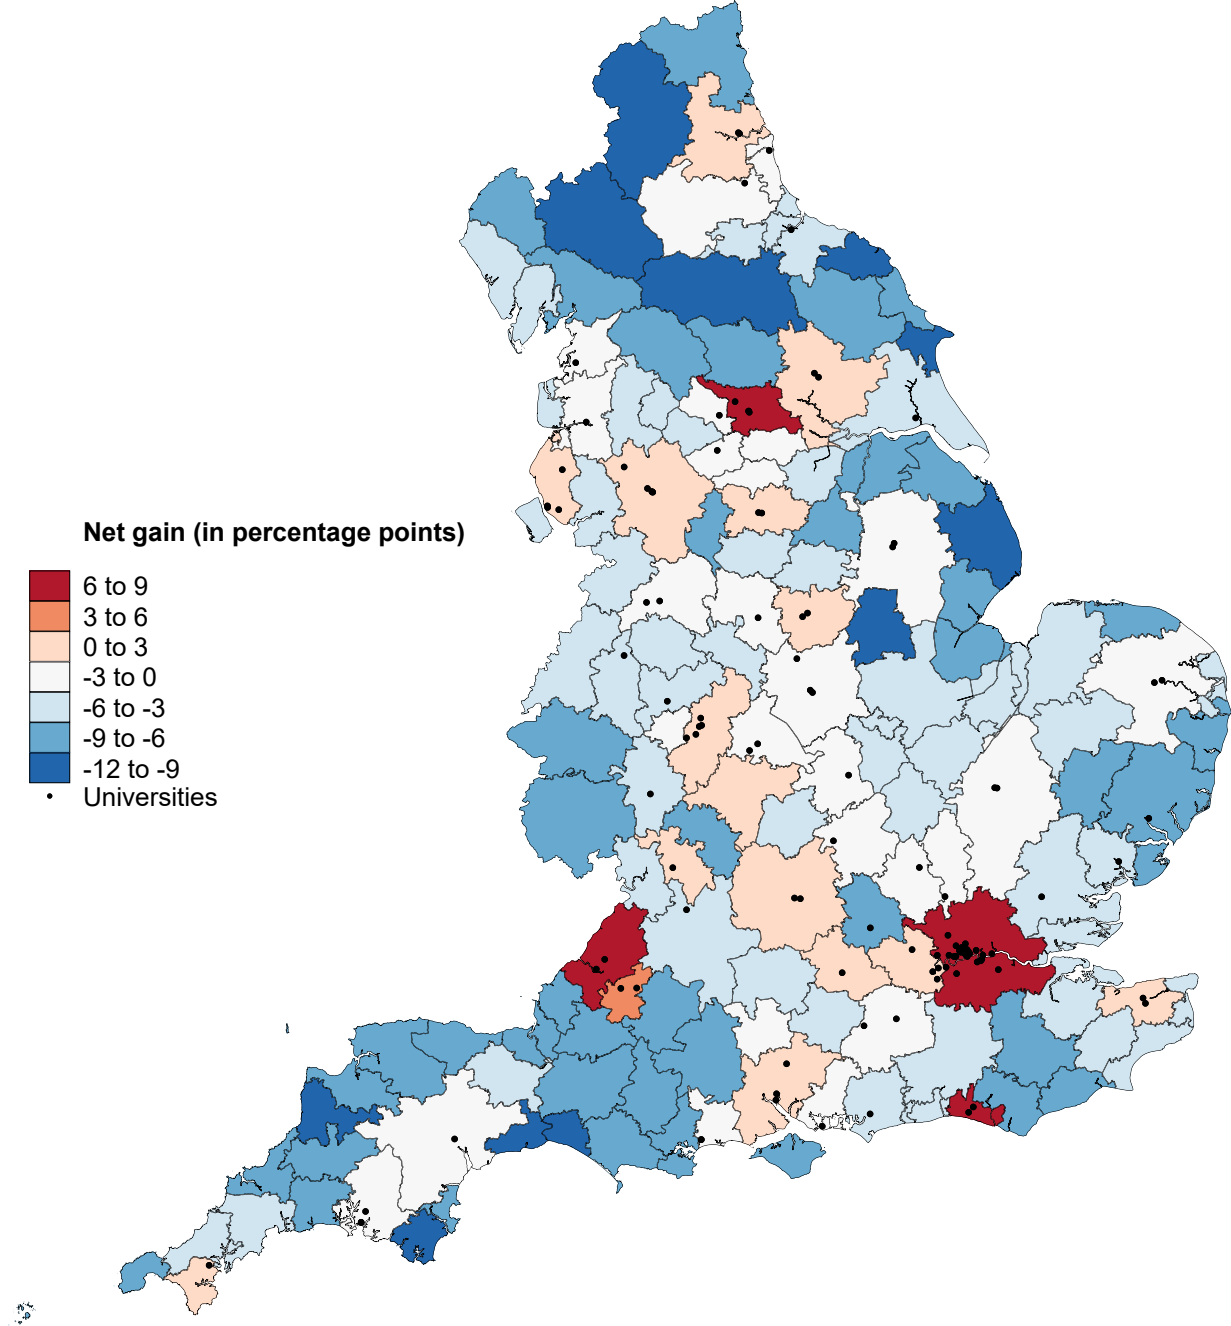 Net gain (in percentage points)
6 to 9
3 to 6
0 to 3
-3 to 0
-6 to -3
-9 to -6
-12 to -9
Universities